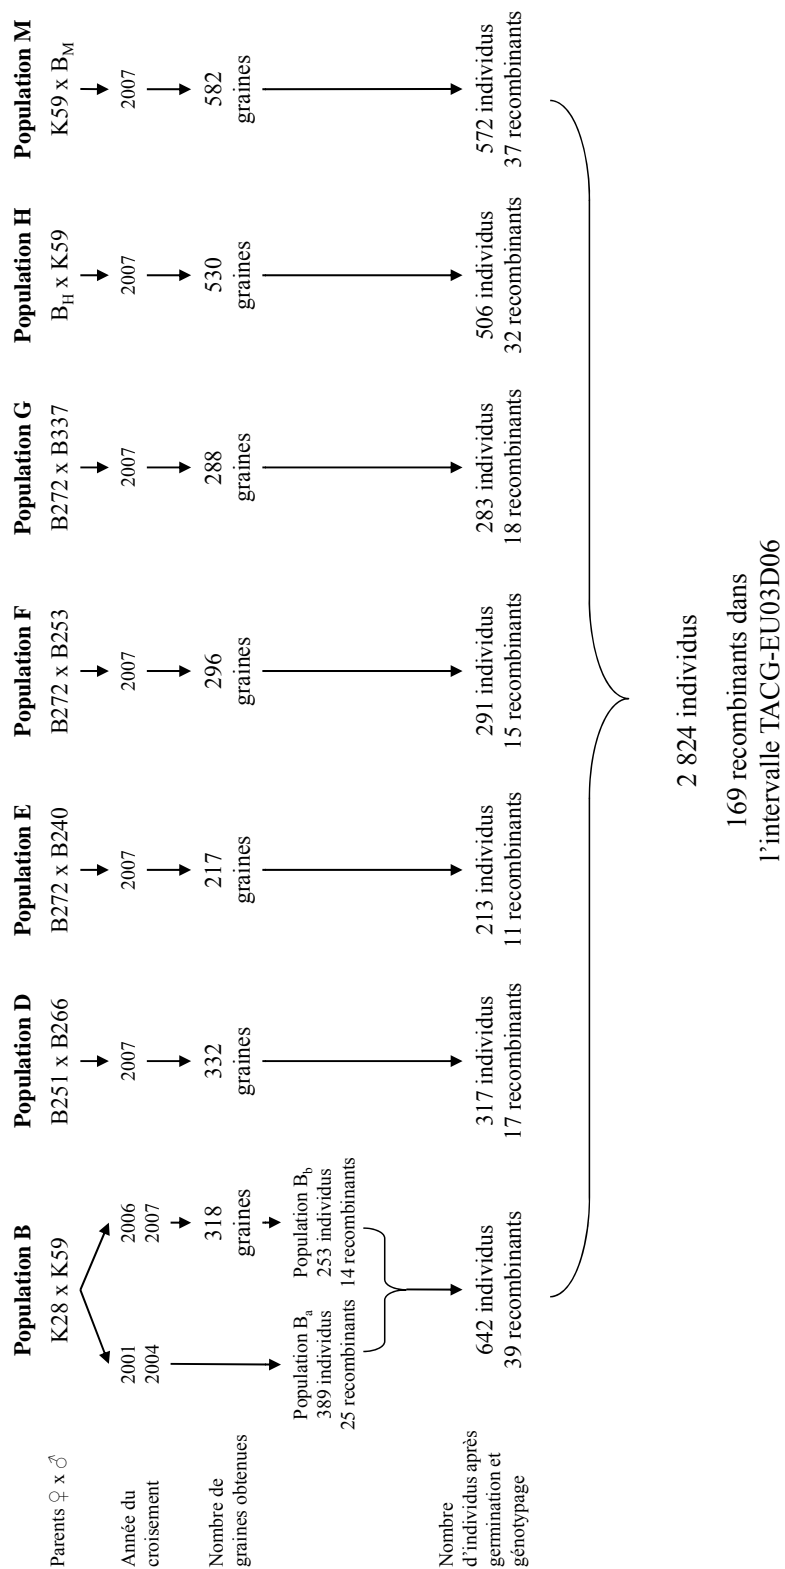 Parents ♀ x ♂
Année du
croisement
Nombre de
graines obtenues
Nombre
d'individus après
germination et
génotypage
Population B
K28 x K59
2001
2004
2006
2007
318
graines
Population Ba
389 individus
25 recombinants
Population Bb
253 individus
14 recombinants
642 individus
39 recombinants
Population D
B251 x B266
2007
332
graines
317 individus
17 recombinants
Population E
B272 x B240
2007
217
graines
213 individus
11 recombinants
Population F
B272 x B253
2007
296
graines
291 individus
15 recombinants
Population G
B272 x B337
2007
288
graines
283 individus
18 recombinants
Population H
BH x K59
2007
530
graines
506 individus
32 recombinants
Population M
K59 x BM
2007
582
graines
572 individus
37 recombinants
2 824 individus
169 recombinants dans
l'intervalle TACG-EU03D06